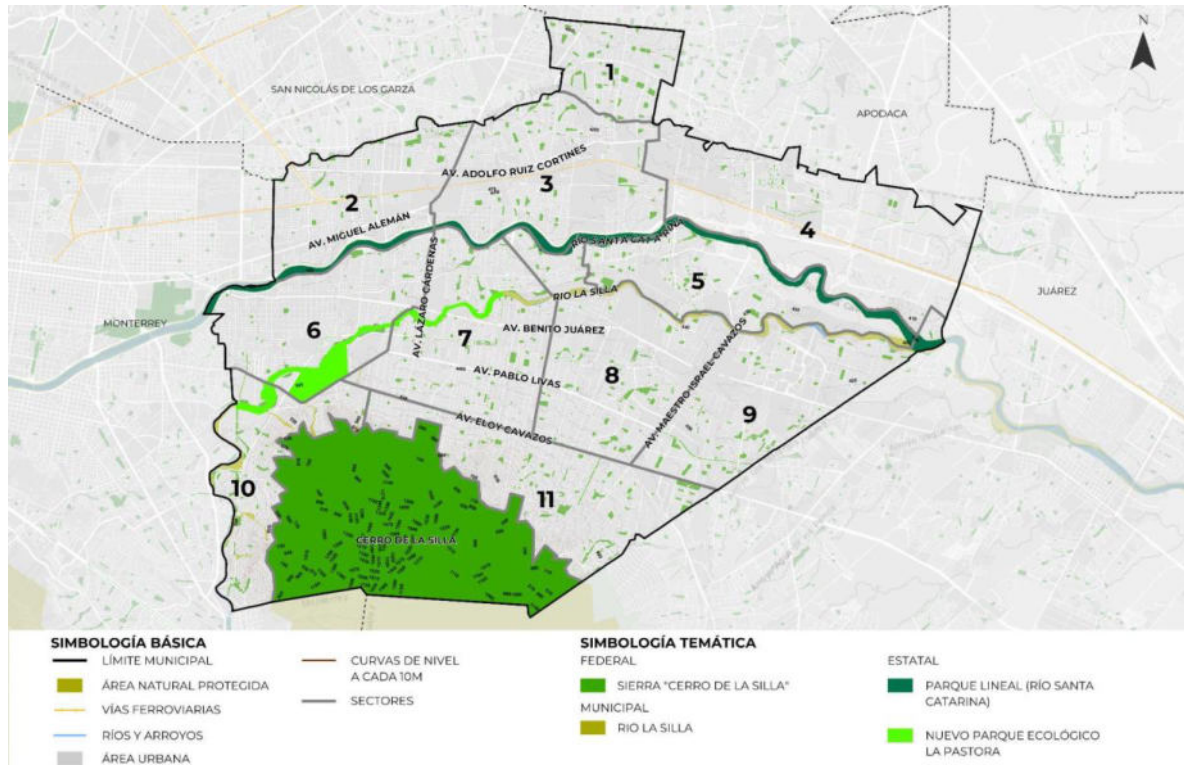 N
1
SAN NICOLÁS DE LOS GARZA
APODACA
AV. ADOLFO RUIZ CORTINES
2
3
4
AV. MIGUEL ALEMÁN
RÍO SANTA CATARINA
AV. LÁZARO CÁRDENAS
5
JUÁREZ
RIO LA SILLA
MONTERREY
6
7
AV. BENITO JUÁREZ
AV. PABLO LIVAS
8
AV. MAESTRO ISRAEL CAVAZOS
9
AV. ELOY CAVAZOS
10
11
CERRO DE LA SILLA
SIMBOLOGÍA BÁSICA
LÍMITE MUNICIPAL
ÁREA NATURAL PROTEGIDA
VÍAS FERROVIARIAS
RÍOS Y ARROYOS
ÁREA URBANA
CURVAS DE NIVEL
A CADA 10M
SECTORES
SIMBOLOGÍA TEMÁTICA
FEDERAL
SIERRA "CERRO DE LA SILLA"
MUNICIPAL
RIO LA SILLA
ESTATAL
PARQUE LINEAL (RÍO SANTA
CATARINA)
NUEVO PARQUE ECOLÓGICO
LA PASTORA